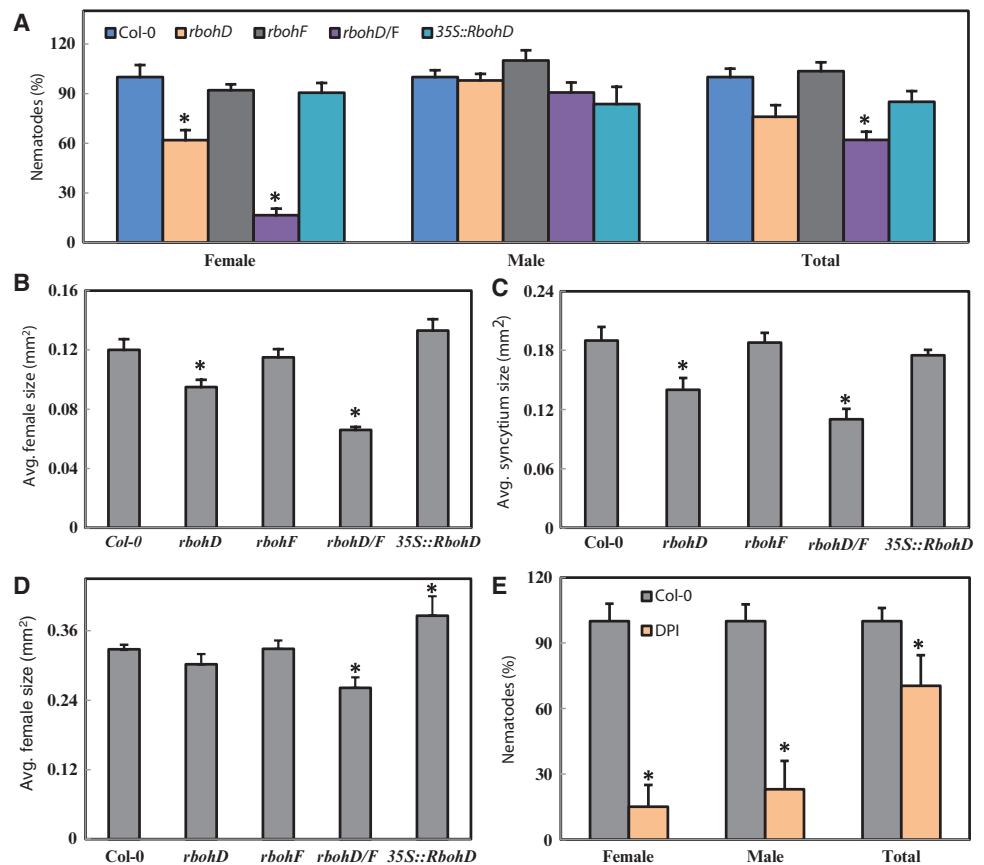 A
Col-0 rbohD rbohF rbohD/F 35S::RbohD
Nematodes (%)
120
90
60
30
0
*
*
*
Female Male Total
B
Avg. female size (mm²)
0.16
0.12
0.08
0.04
0
*
*
Col-0 rbohD rbohF rbohD/F 35S::RbohD
C
Avg. syncytium size (mm²)
0.24
0.18
0.12
0.06
0
*
*
Col-0 rbohD rbohF rbohD/F 35S::RbohD
D
Avg. female size (mm²)
0.36
0.24
0.12
0
*
*
Col-0 rbohD rbohF rbohD/F 35S::RbohD
E
Col-0
DPI
Nematodes (%)
120
90
60
30
0
*
*
*
Female Male Total